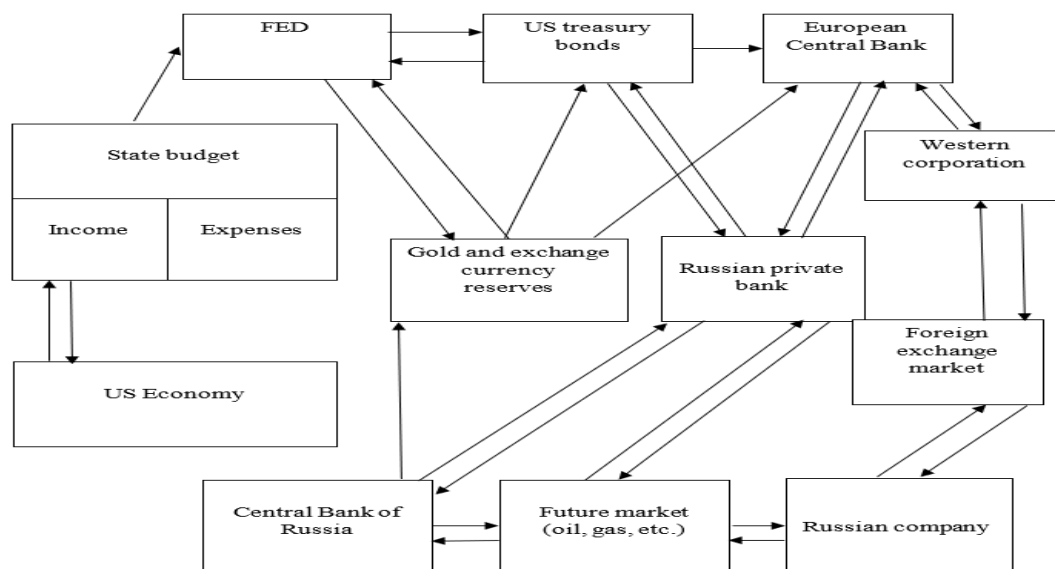 FED
US treasury
bonds
European
Central Bank
State budget
Income
Expenses
Western
corporation
Gold and exchange
currency
reserves
Russian private
bank
Foreign
exchange
market
US Economy
Central Bank of
Russia
Future market
(oil, gas, etc.)
Russian company